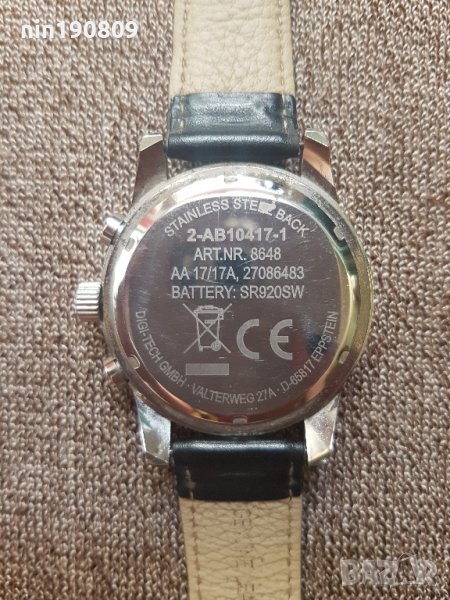 nin190809
STAINLESS STEEL BACK
2-AB10417-1
ART.NR. 8648
AA 17/17A, 27086483
BATTERY: SR920SW
CE
DIGI-TECH GMBH · VALTERWEG 27A · D-65817 EPPSTEIN
BAZAR